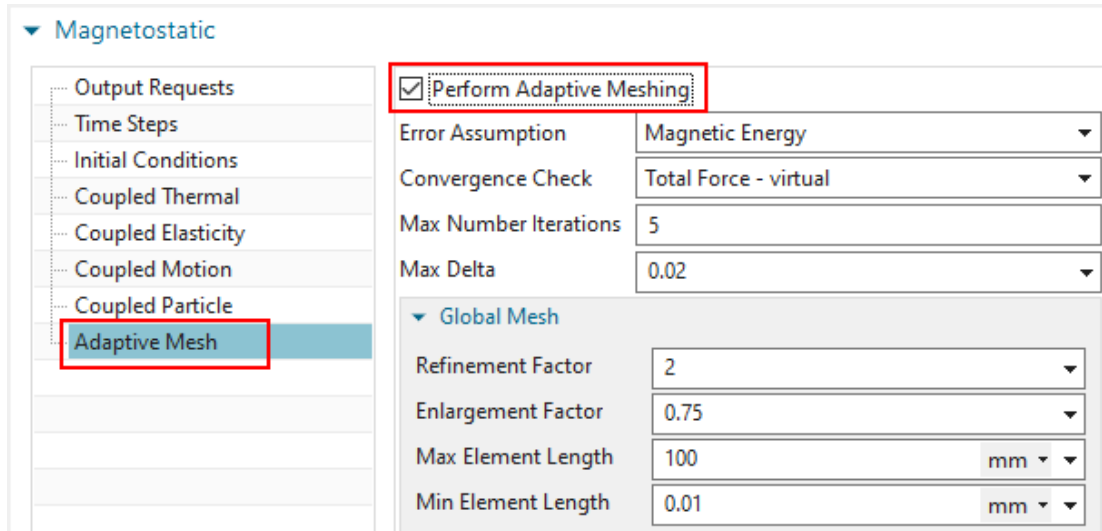 Magnetostatic
Output Requests
Time Steps
Initial Conditions
Coupled Thermal
Coupled Elasticity
Coupled Motion
Coupled Particle
Adaptive Mesh
Perform Adaptive Meshing
Error Assumption Magnetic Energy
Convergence Check Total Force - virtual
Max Number Iterations 5
Max Delta 0.02
Global Mesh
Refinement Factor 2
Enlargement Factor 0.75
Max Element Length 100 mm
Min Element Length 0.01 mm